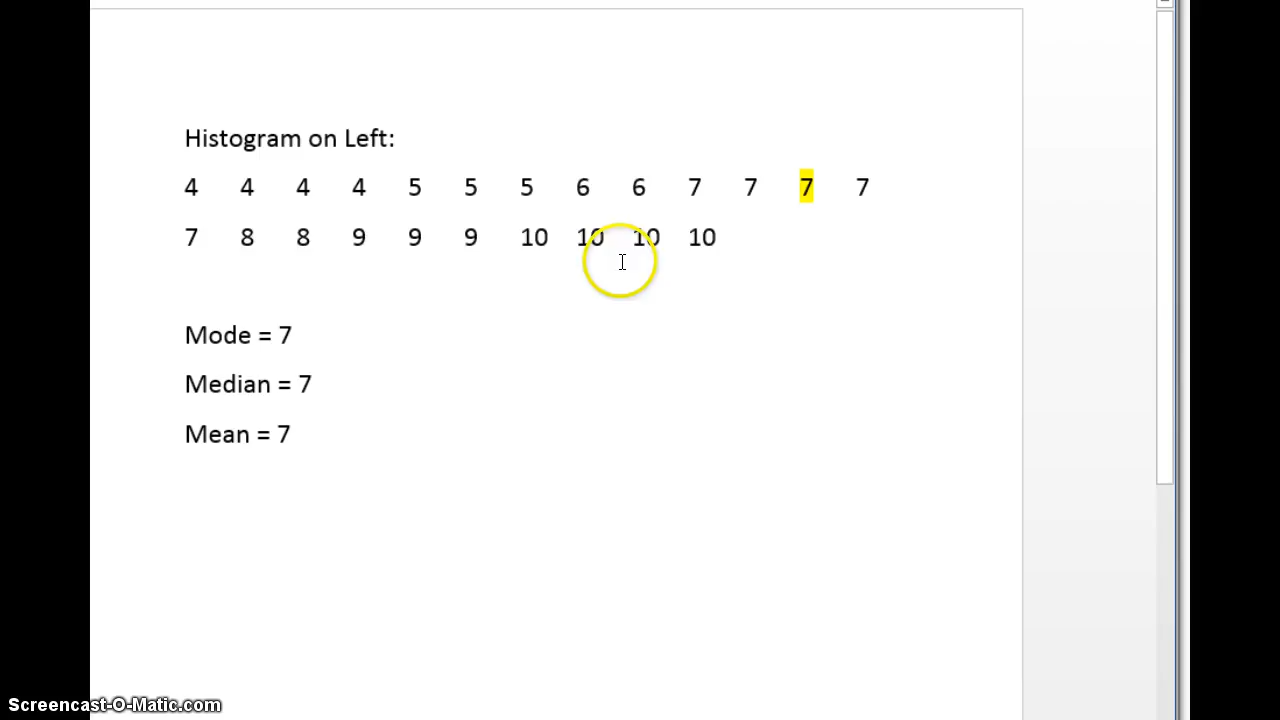 Histogram on Left:
4 4 4 4 5 5 5 6 6 7 7 7 7
7 8 8 9 9 9 10 10 10 10
Mode = 7
Median = 7
Mean = 7
Screencast-O-Matic.com